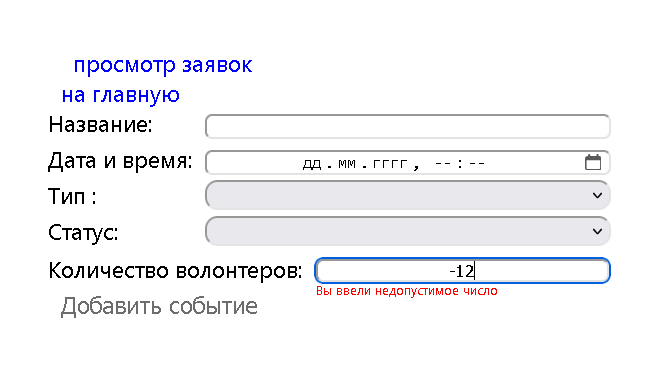 просмотр заявок
на главную
Название:
Дата и время: дд.мм.гггг, --:--
Тип :
Статус:
Количество волонтеров: -12
Вы ввели недопустимое число
Добавить событие